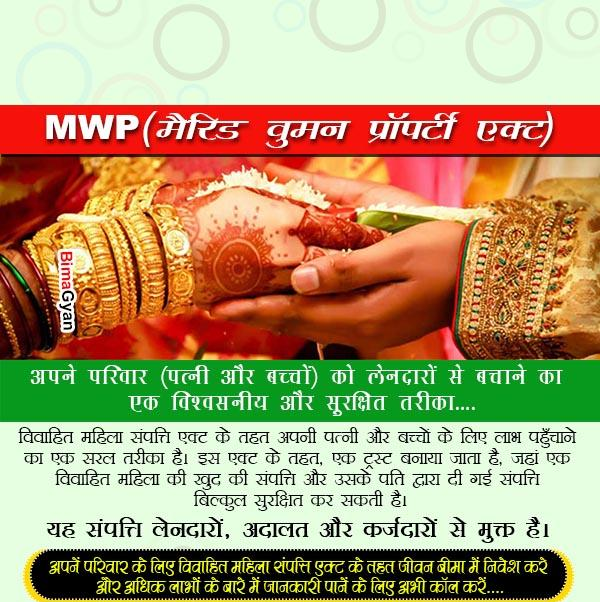 MWP(मैरिड वुमन प्रॉपर्टी एक्ट)
BimaGyan
अपने परिवार (पत्नी और बच्चों) को लेनदारों से बचाने का
एक विश्वसनीय और सुरक्षित तरीका....
विवाहित महिला संपत्ति एक्ट के तहत अपनी पत्नी और बच्चों के लिए लाभ पहुँचाने
का एक सरल तरीका है। इस एक्ट के तहत, एक ट्रस्ट बनाया जाता है, जहां एक
विवाहित महिला की खुद की संपत्ति और उसके पति द्वारा दी गई संपत्ति
बिल्कुल सुरक्षित कर सकती है।
यह संपत्ति लेनदारों, अदालत और कर्जदारों से मुक्त है।
अपनें परिवार के लिए विवाहित महिला संपत्ति एक्ट के तहत जीवन बीमा में निवेश करे
और अधिक लाभों के बारे में जानकारी पानें के लिए अभी कॉल करें....